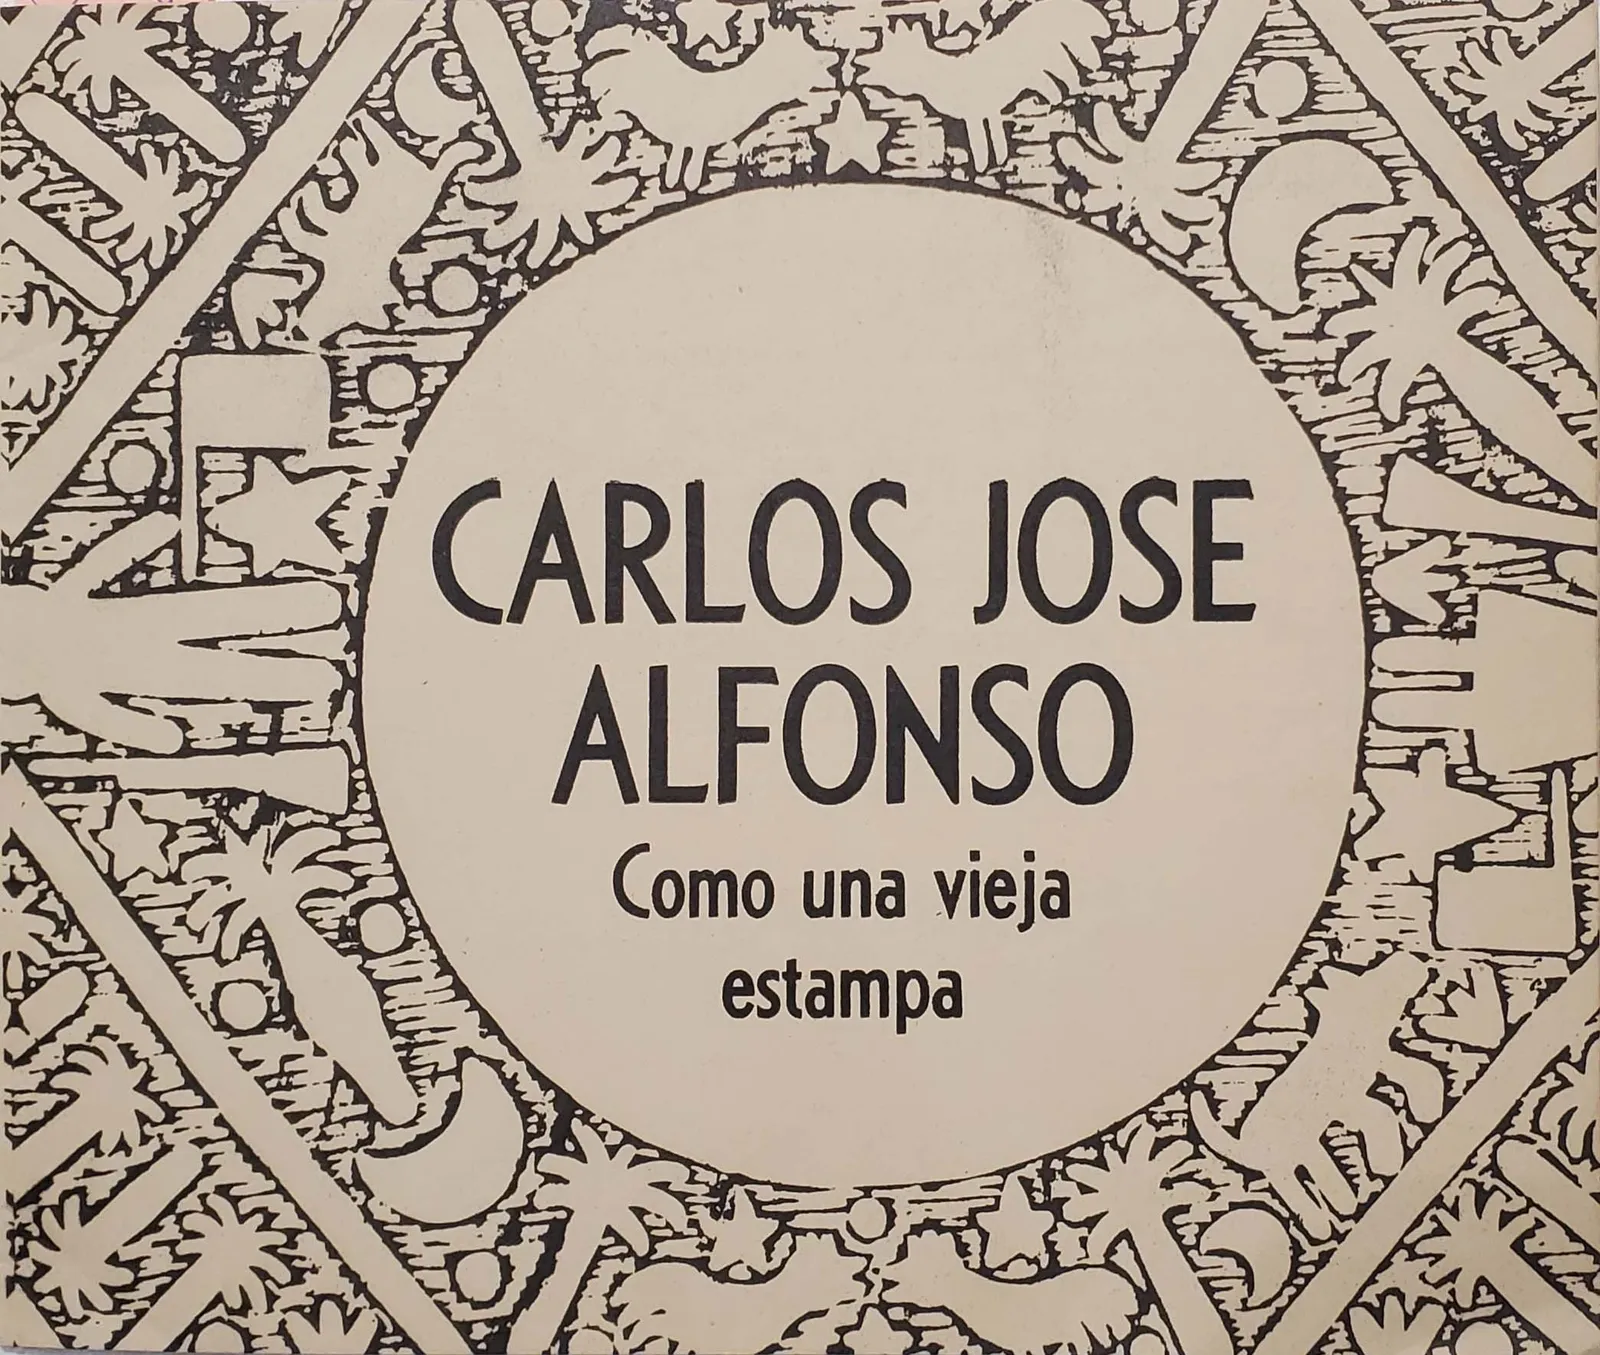 CARLOS JOSE
ALFONSO
Como una vieja
estampa